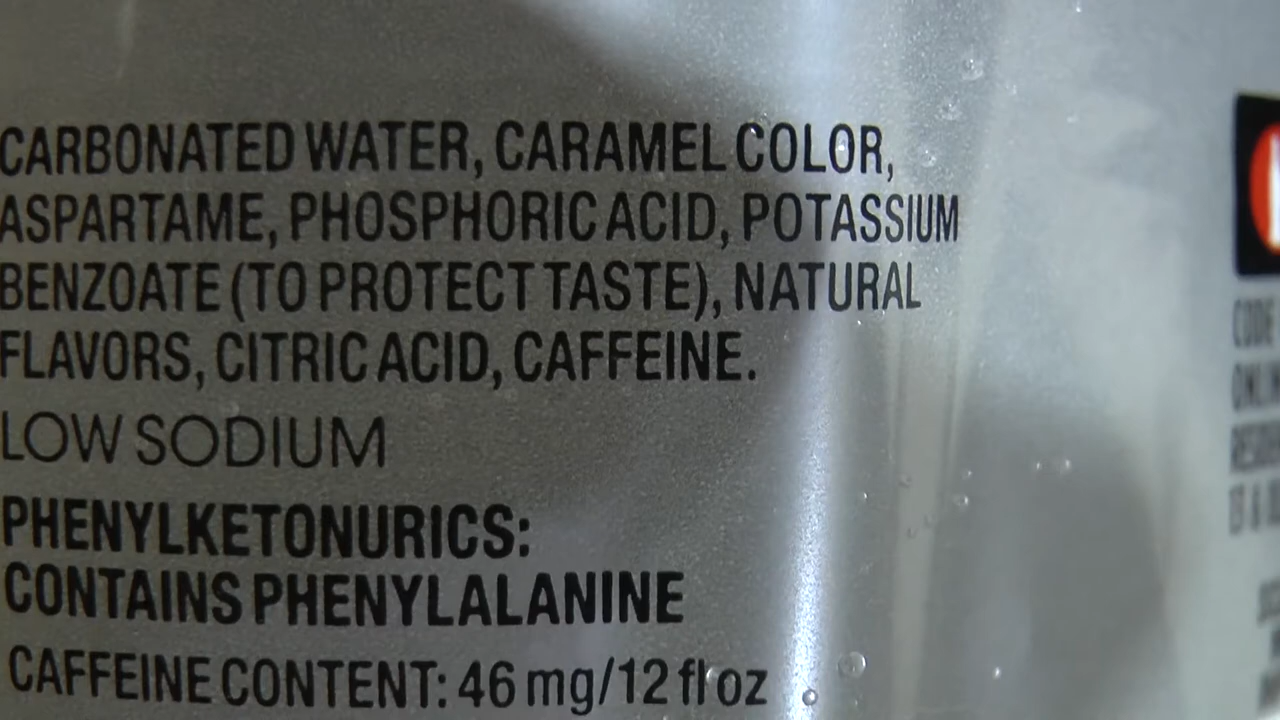 CARBONATED WATER, CARAMEL COLOR,
ASPARTAME, PHOSPHORIC ACID, POTASSIUM
BENZOATE (TO PROTECT TASTE), NATURAL
FLAVORS, CITRIC ACID, CAFFEINE.
LOW SODIUM
PHENYLKETONURICS:
CONTAINS PHENYLALANINE
CAFFEINE CONTENT: 46 mg/12 fl oz
CODE